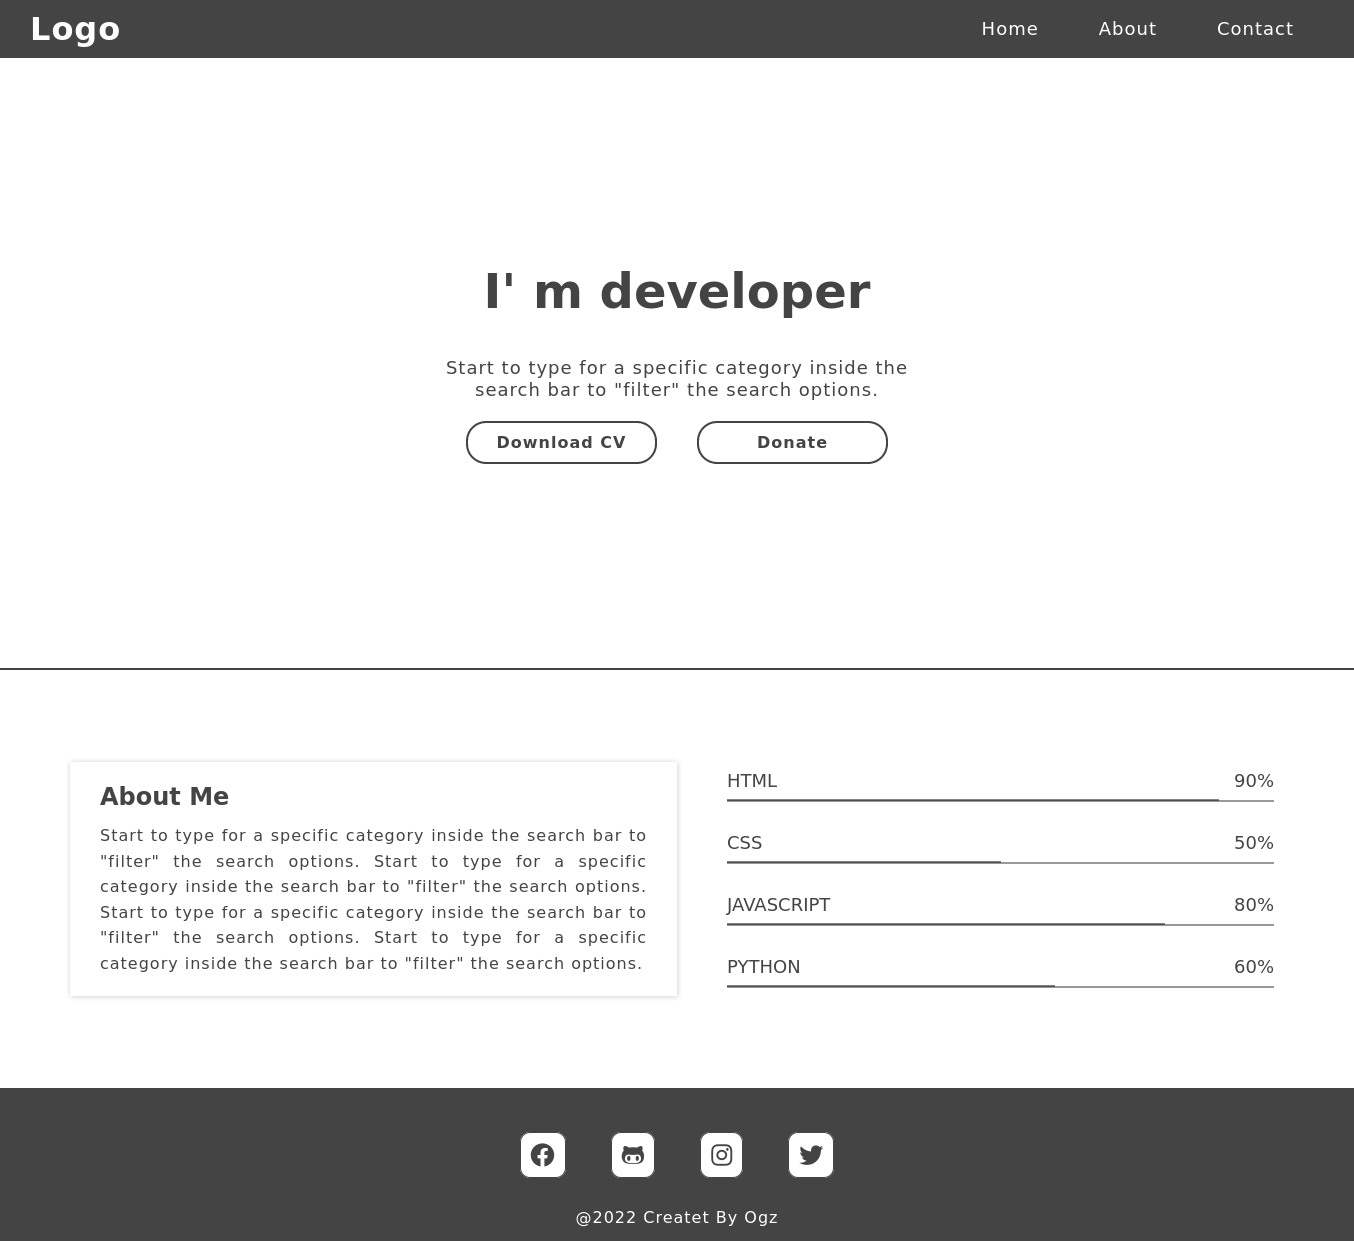 Logo
Home About Contact
I' m developer
Start to type for a specific category inside the
search bar to "filter" the search options.
Download CV Donate
About Me
Start to type for a specific category inside the search bar to
"filter" the search options. Start to type for a specific
category inside the search bar to "filter" the search options.
Start to type for a specific category inside the search bar to
"filter" the search options. Start to type for a specific
category inside the search bar to "filter" the search options.
HTML 90%
CSS 50%
JAVASCRIPT 80%
PYTHON 60%
@2022 Createt By Ogz